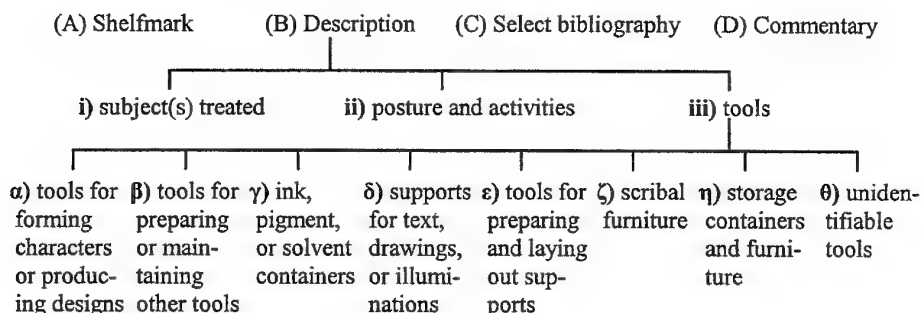 (A) Shelfmark (B) Description (C) Select bibliography (D) Commentary
i) subject(s) treated ii) posture and activities iii) tools
α) tools for forming characters or produc-ing designs
β) tools for preparing or main-taining other tools
γ) ink, pigment, or solvent containers
δ) supports for text, drawings, or illumi-nations
ε) tools for preparing and laying out sup-ports
ζ) scribal furniture
η) storage containers and furni-ture
θ) uniden-tifiable tools